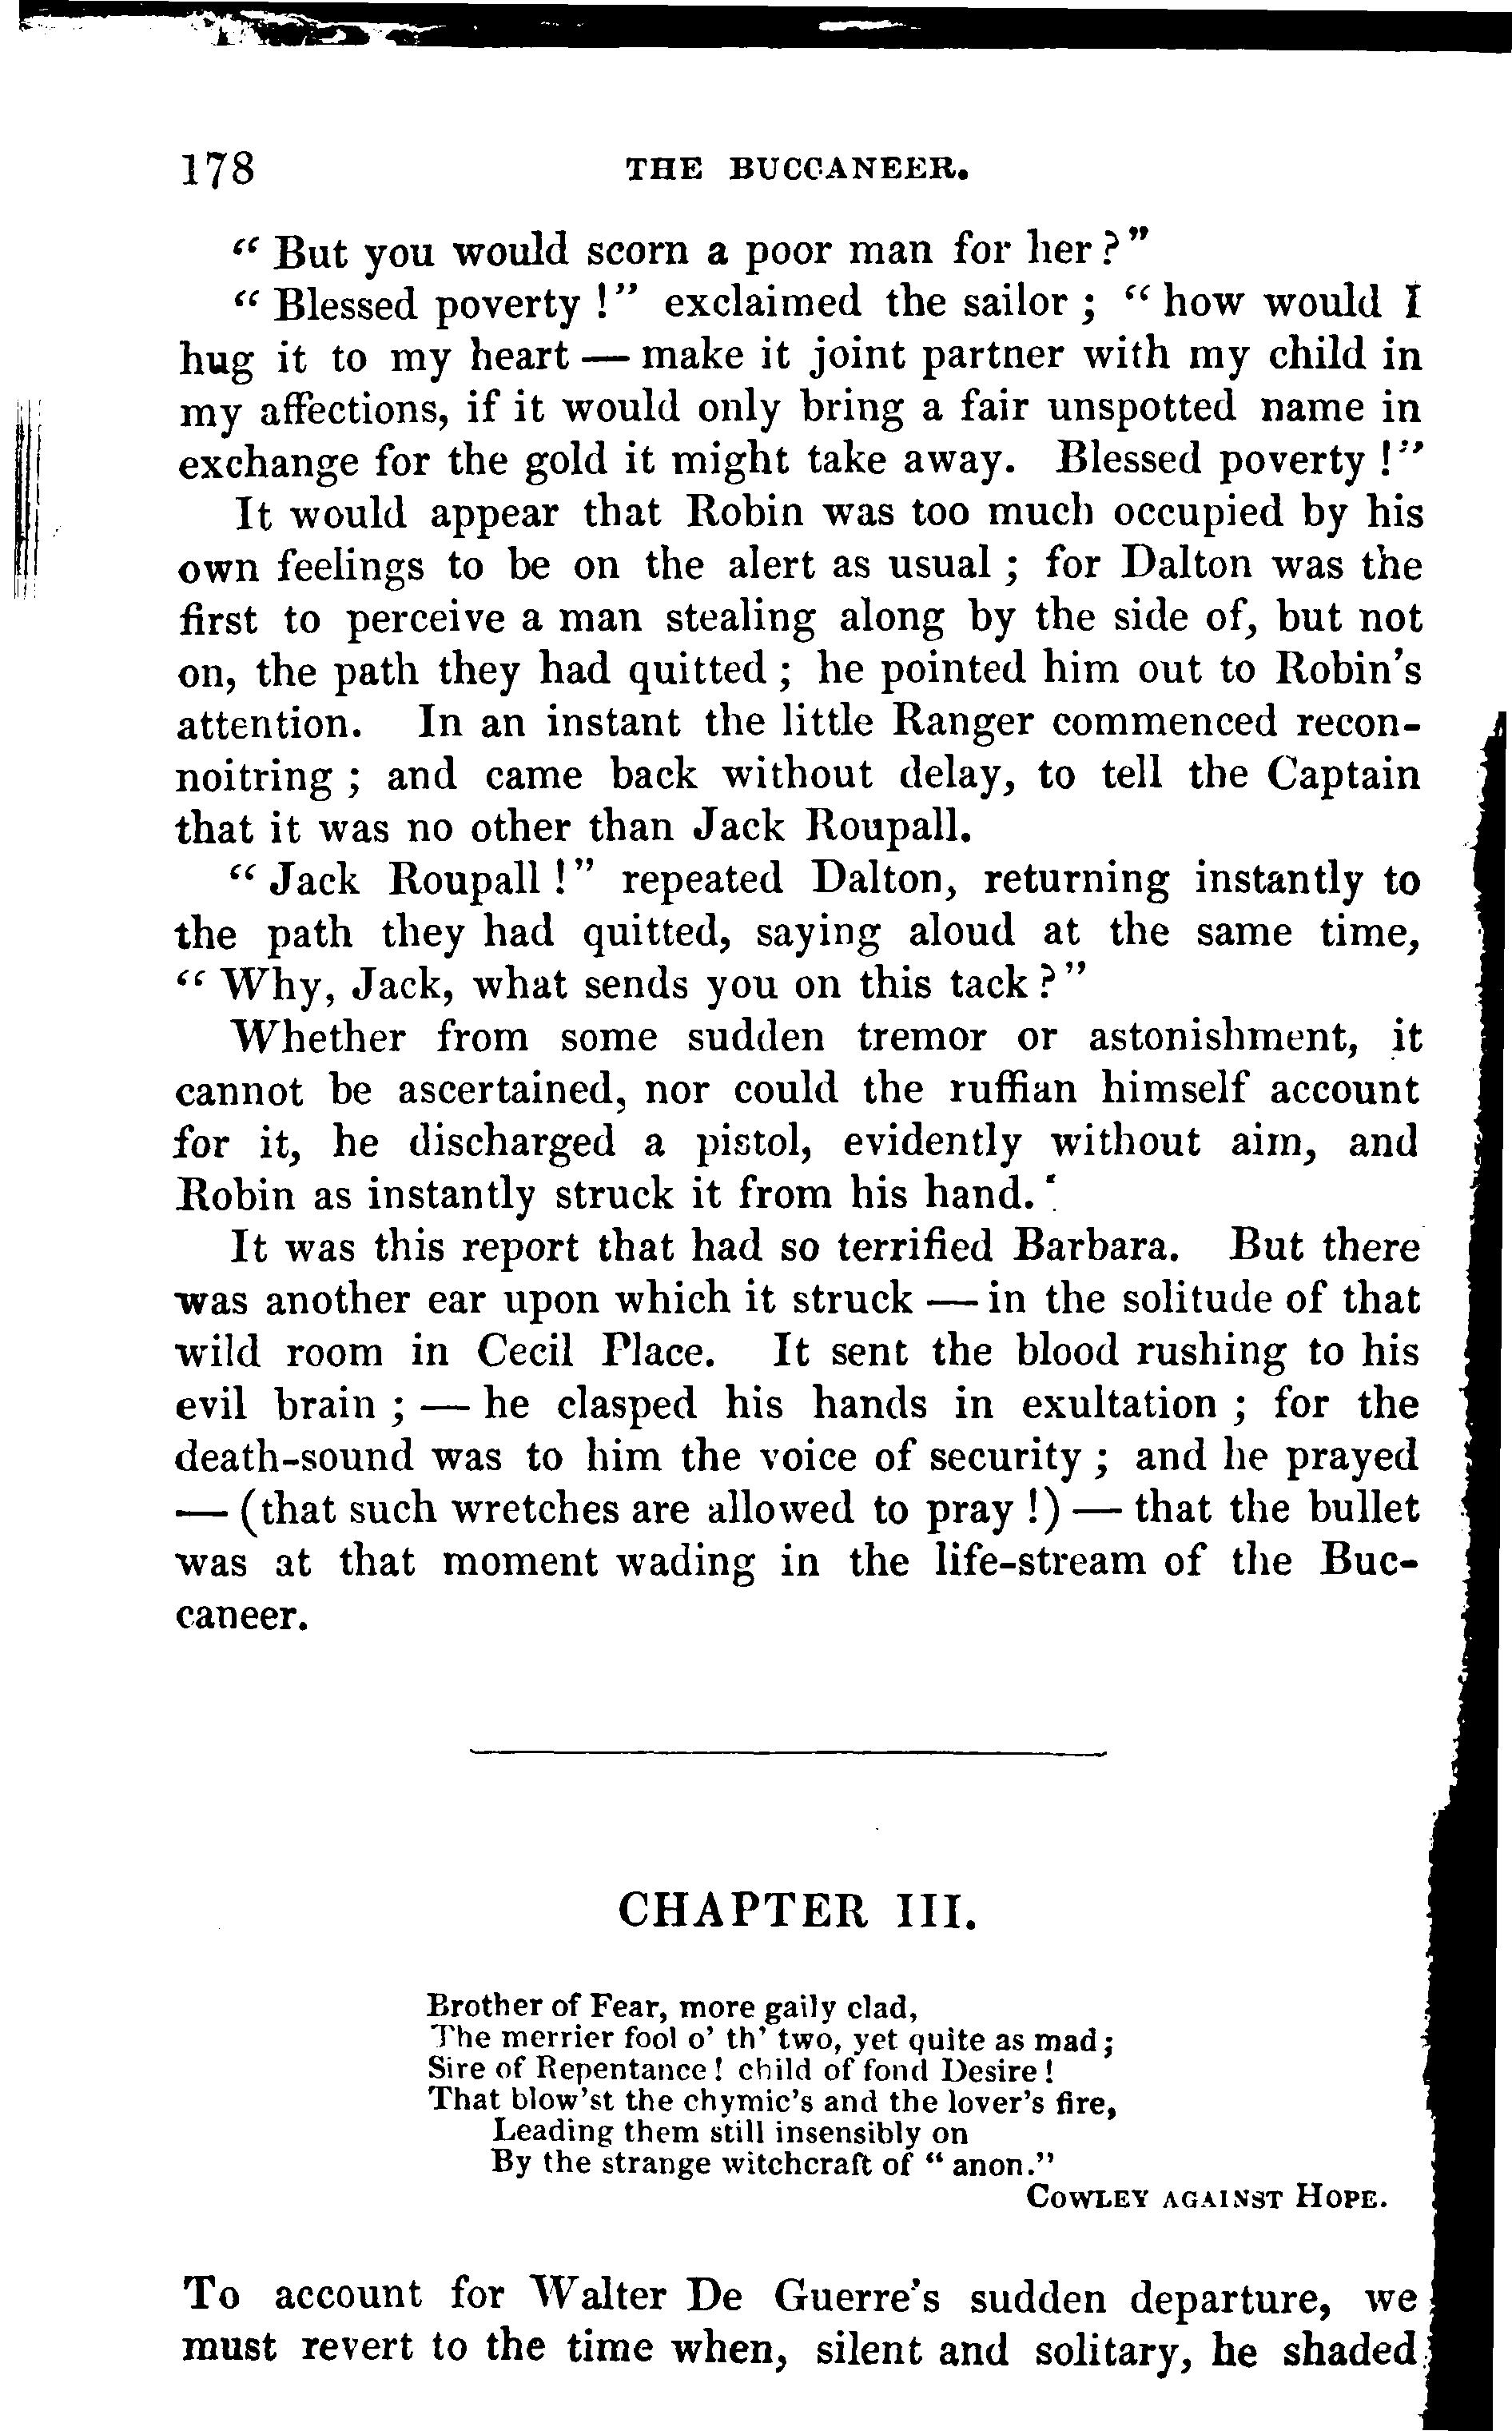 178 THE BUCCANEER.
“ But you would scorn a poor man for her ?”
“ Blessed poverty !” exclaimed the sailor ; “ how would I
hug it to my heart — make it joint partner with my child in
my affections, if it would only bring a fair unspotted name in
exchange for the gold it might take away. Blessed poverty !”
It would appear that Robin was too much occupied by his
own feelings to be on the alert as usual ; for Dalton was the
first to perceive a man stealing along by the side of, but not
on, the path they had quitted ; he pointed him out to Robin's
attention. In an instant the little Ranger commenced recon-
noitring ; and came back without delay, to tell the Captain
that it was no other than Jack Roupall.
“ Jack Roupall !” repeated Dalton, returning instantly to
the path they had quitted, saying aloud at the same time,
“ Why, Jack, what sends you on this tack ?”
Whether from some sudden tremor or astonishment, it
cannot be ascertained, nor could the ruffian himself account
for it, he discharged a pistol, evidently without aim, and
Robin as instantly struck it from his hand.
It was this report that had so terrified Barbara. But there
was another ear upon which it struck — in the solitude of that
wild room in Cecil Place. It sent the blood rushing to his
evil brain ; — he clasped his hands in exultation ; for the
death-sound was to him the voice of security ; and he prayed
— (that such wretches are allowed to pray !) — that the bullet
was at that moment wading in the life-stream of the Buc-
caneer.
CHAPTER III.
Brother of Fear, more gaily clad,
The merrier fool o' th' two, yet quite as mad ;
Sire of Repentance ! child of fond Desire !
That blow'st the chymic's and the lover's fire,
Leading them still insensibly on
By the strange witchcraft of “ anon.”
COWLEY AGAINST HOPE.
To account for Walter De Guerre's sudden departure, we
must revert to the time when, silent and solitary, he shaded